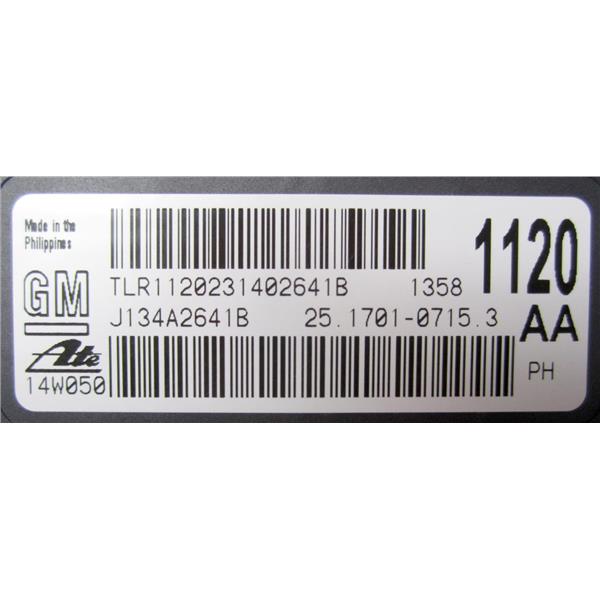 Made in the
Philippines
1120
GM
TLR1120231402641B 1358
J134A2641B 25.1701-0715.3 AA
Ate
14W050 PH